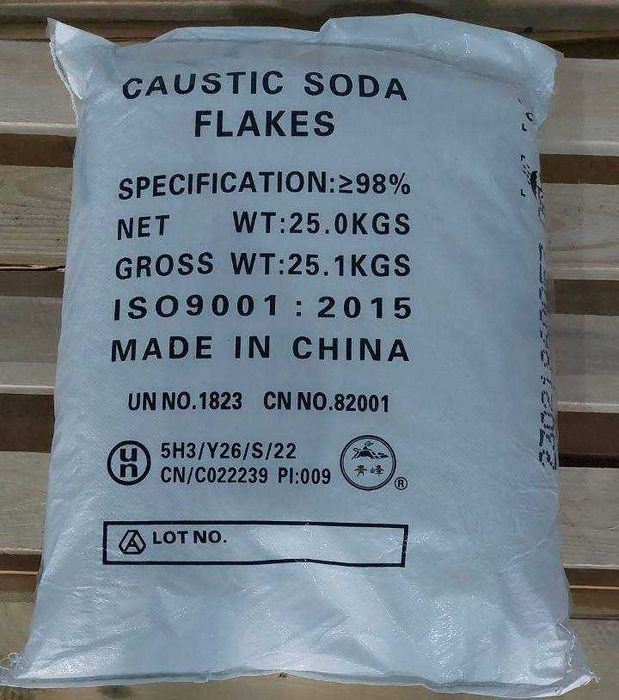 CAUSTIC SODA
FLAKES
SPECIFICATION:≥98%
NET WT:25.0KGS
GROSS WT:25.1KGS
ISO9001 : 2015
MADE IN CHINA
UN NO.1823 CN NO.82001
un
5H3/Y26/S/22
CN/C022239 PI:009
青峰
®
LOT NO.